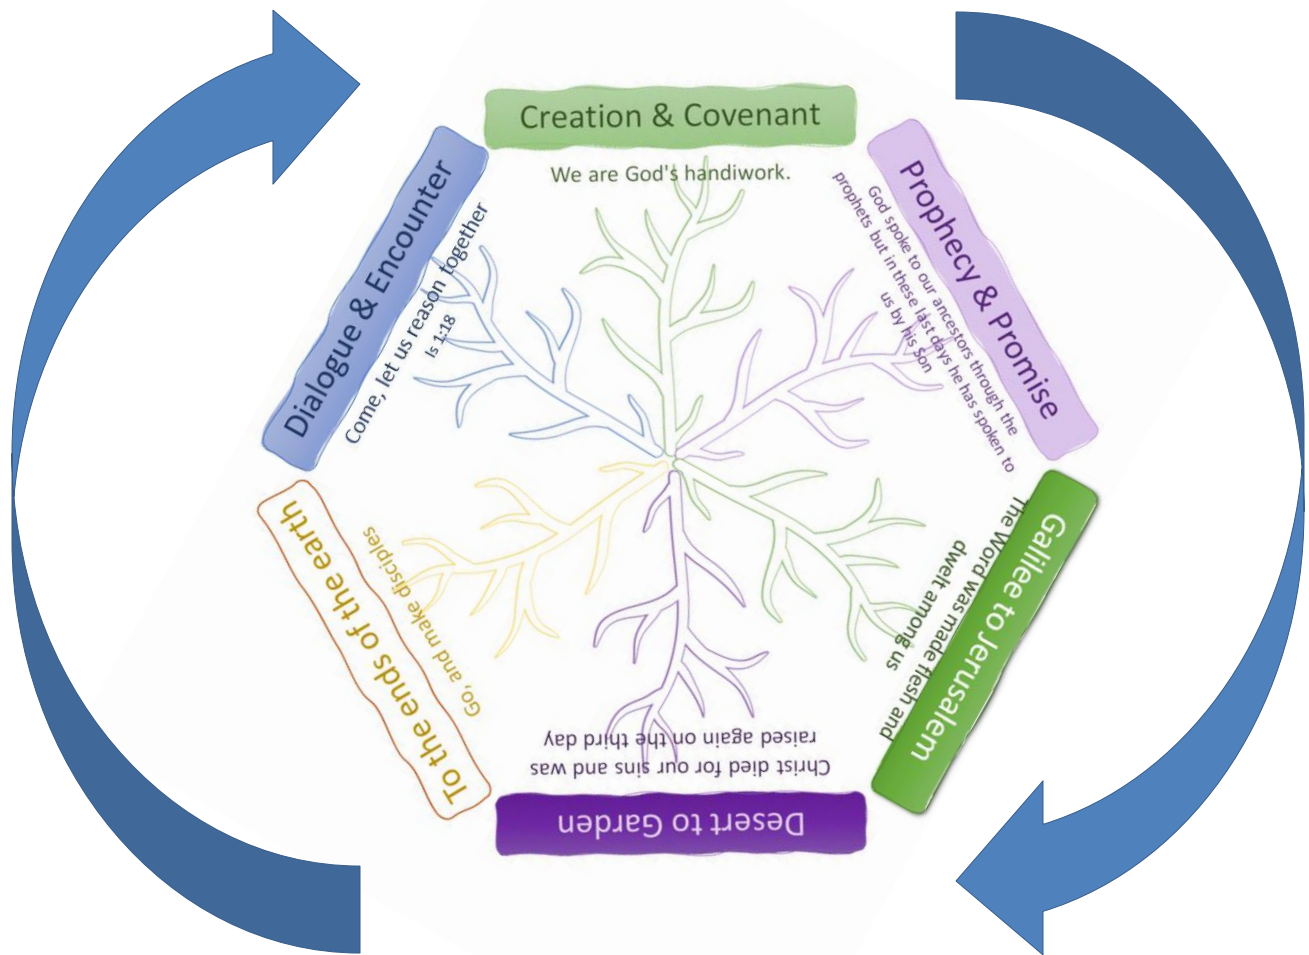 Creation & Covenant
We are God's handiwork.
Prophecy & Promise
God spoke to our ancestors through the
prophets but in these last days he has spoken to
us by his Son
Galilee to Jerusalem
The Word was made flesh and
dwelt among us
Desert to Garden
Christ died for our sins and was
raised again on the third day
To the ends of the earth
Go, and make disciples
Dialogue & Encounter
Come, let us reason together
Is 1:18